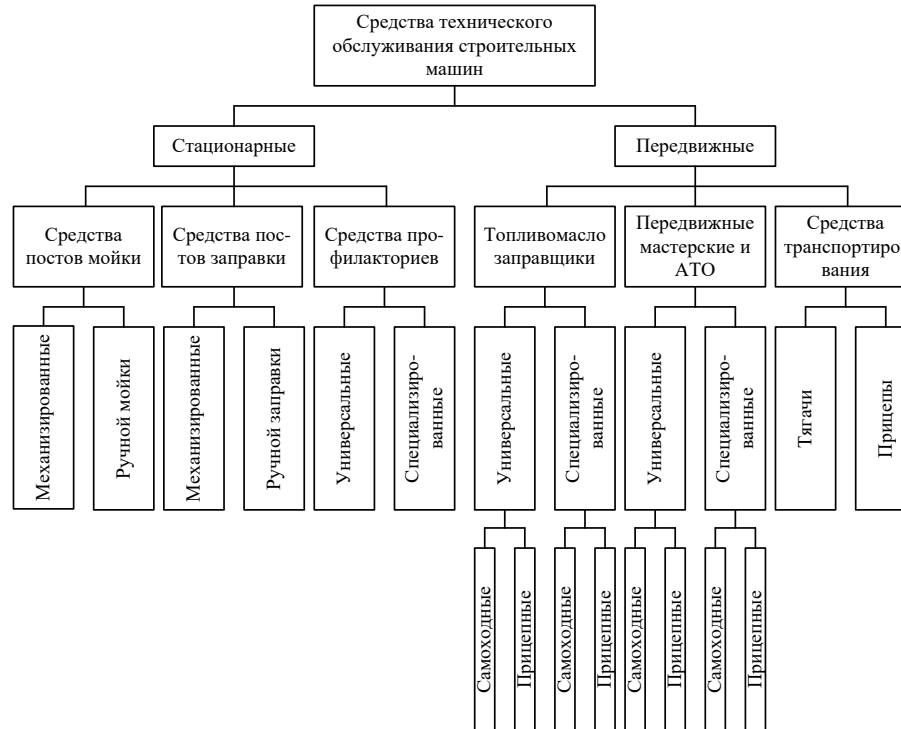 Средства технического
обслуживания строительных
машин
Стационарные
Передвижные
Средства
постов мойки
Средства пос-
тов заправки
Средства про-
филакториев
Топливомасло
заправщики
Передвижные
мастерские и
АТО
Средства
транспортиро
вания
Механизированные
Ручной мойки
Механизированные
Ручной заправки
Универсальные
Специализиро-
ванные
Универсальные
Специализиро-
ванные
Универсальные
Специализиро-
ванные
Тягачи
Прицепы
Самоходные
Прицепные
Самоходные
Прицепные
Самоходные
Прицепные
Самоходные
Прицепные